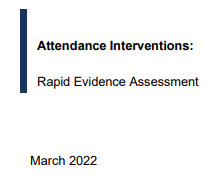 Attendance Interventions:
Rapid Evidence Assessment
March 2022